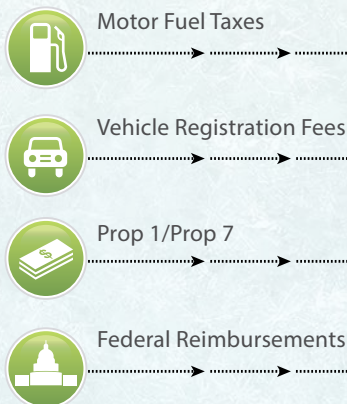 Motor Fuel Taxes
Vehicle Registration Fees
Prop 1/Prop 7
$
Federal Reimbursements